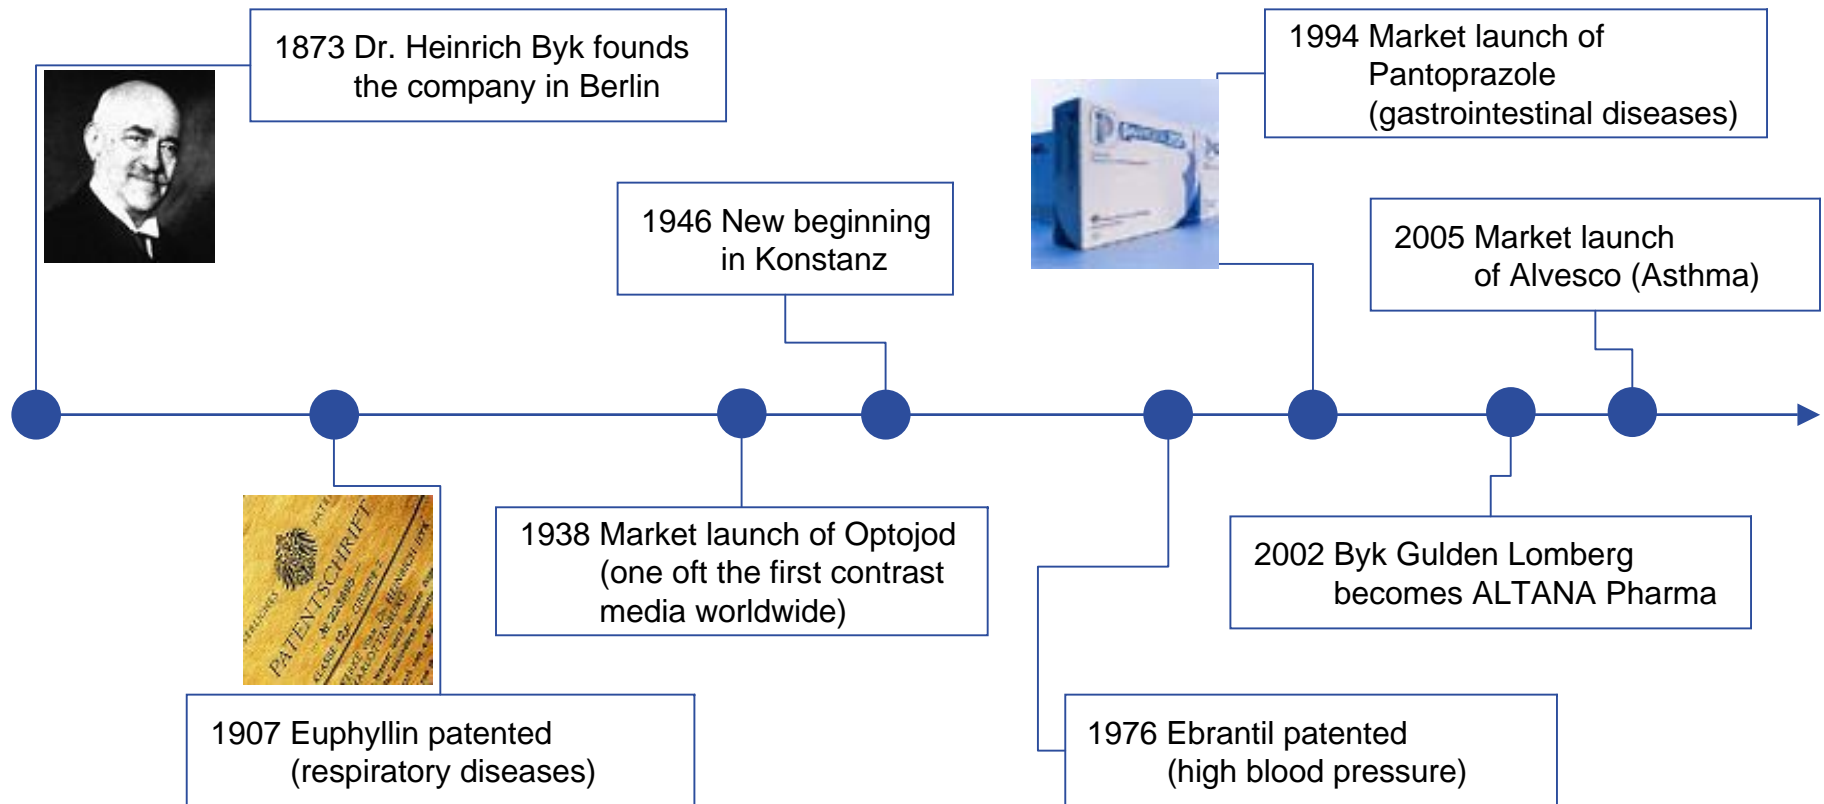 1873 Dr. Heinrich Byk founds
the company in Berlin
1994 Market launch of
Pantoprazole
(gastrointestinal diseases)
1946 New beginning
in Konstanz
2005 Market launch
of Alvesco (Asthma)
PATENTSCHRIFT
1938 Market launch of Optojod
(one oft the first contrast
media worldwide)
2002 Byk Gulden Lomberg
becomes ALTANA Pharma
1907 Euphyllin patented
(respiratory diseases)
1976 Ebrantil patented
(high blood pressure)